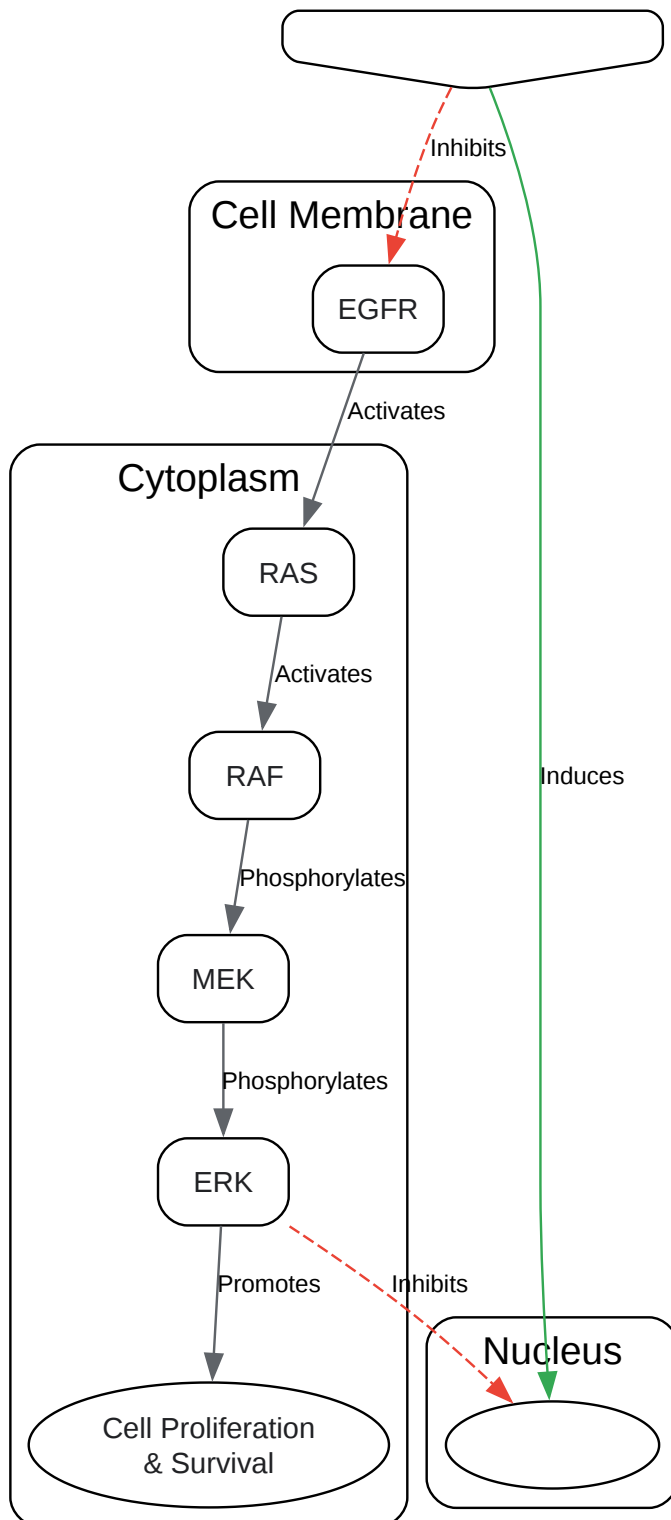 Inhibits
Cell Membrane
EGFR
Activates
Cytoplasm
RAS
Activates
RAF
Induces
Phosphorylates
MEK
Phosphorylates
ERK
Promotes
Inhibits
Nucleus
Cell Proliferation
& Survival